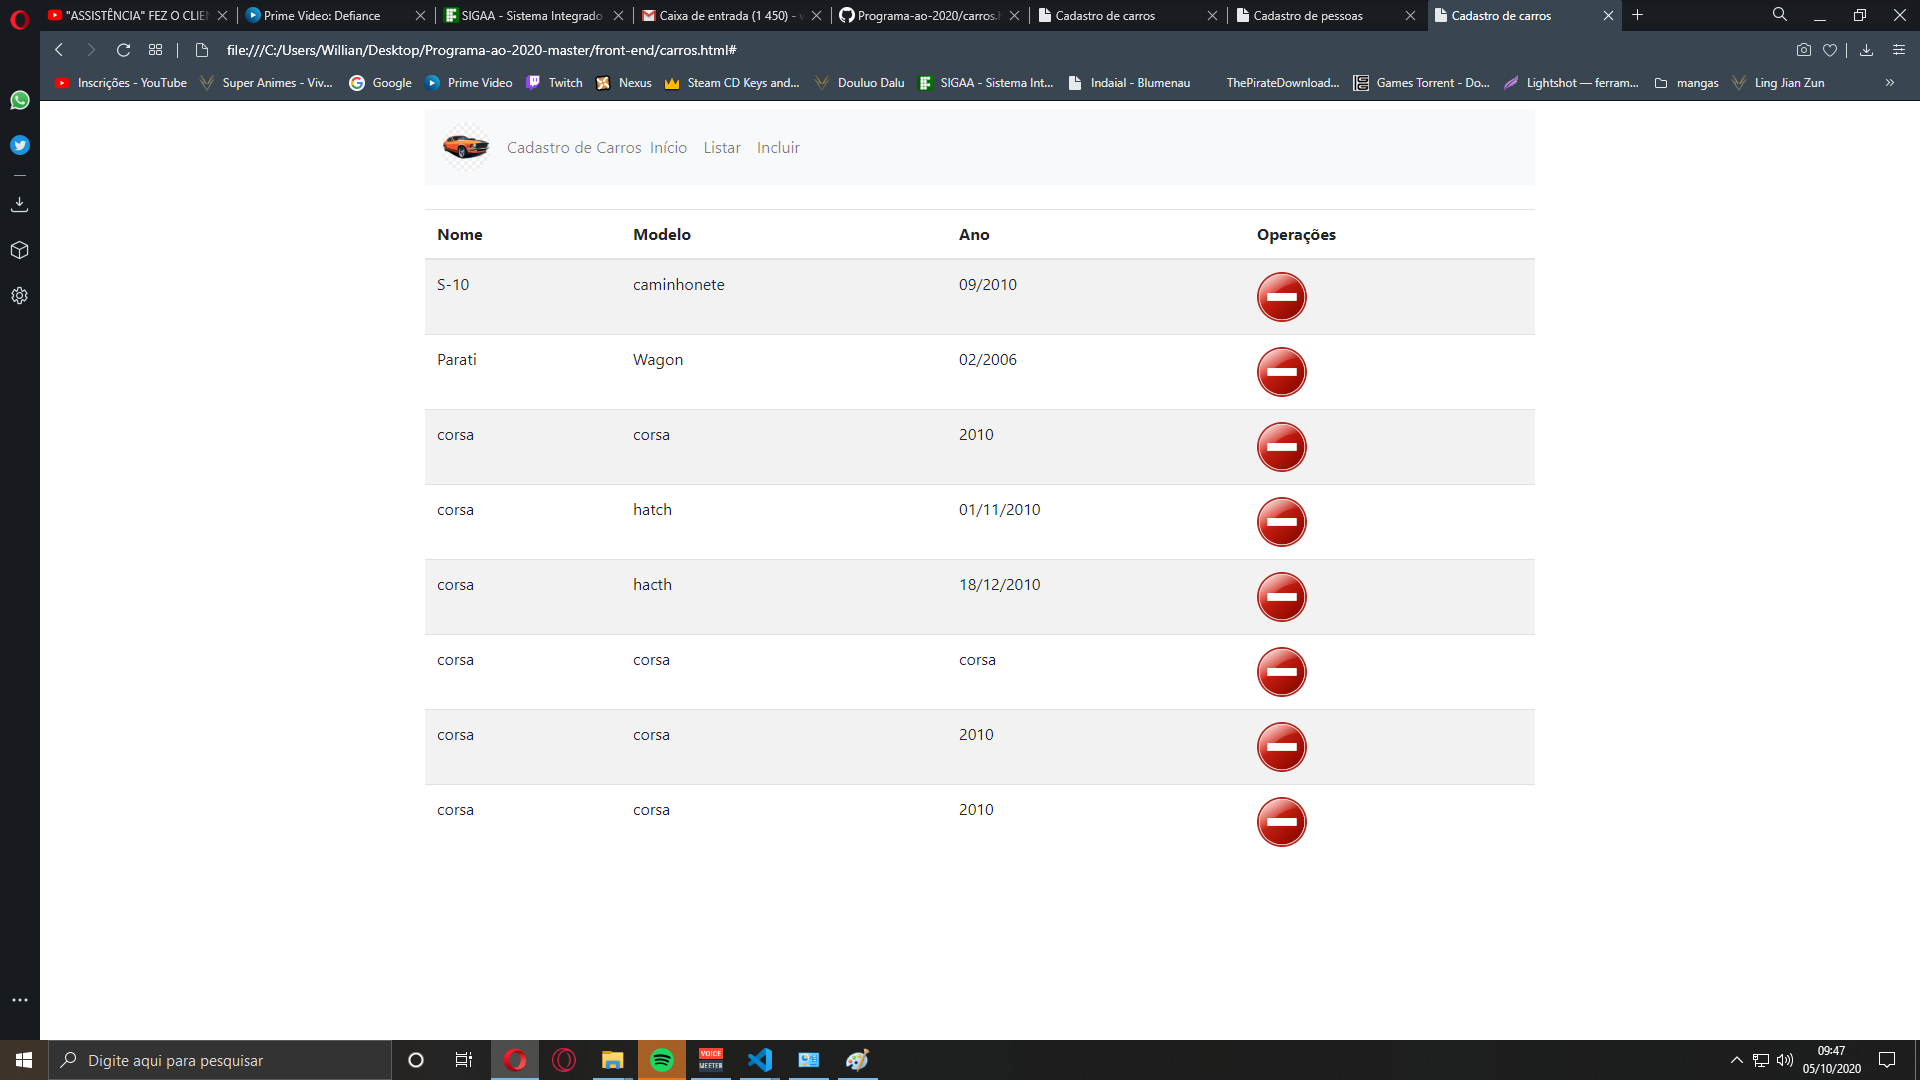 "ASSISTÊNCIA" FEZ O CLIEN
Prime Video: Defiance
SIGAA - Sistema Integrado
Caixa de entrada (1 450) -
Programa-ao-2020/carros.h
Cadastro de carros
Cadastro de pessoas
Cadastro de carros
file:///C:/Users/Willian/Desktop/Programa-ao-2020-master/front-end/carros.html#
Inscrições - YouTube
Super Animes - Viv...
Google
Prime Video
Twitch
Nexus
Steam CD Keys and...
Douluo Dalu
SIGAA - Sistema Int...
Indaial - Blumenau
ThePirateDownload...
Games Torrent - Do...
Lightshot — ferram...
mangas
Ling Jian Zun
»
Cadastro de Carros Início Listar Incluir
Nome Modelo Ano Operações
S-10 caminhonete 09/2010
Parati Wagon 02/2006
corsa corsa 2010
corsa hatch 01/11/2010
corsa hacth 18/12/2010
corsa corsa corsa
corsa corsa 2010
corsa corsa 2010
Digite aqui para pesquisar
VOICE
MEETER
09:47
05/10/2020